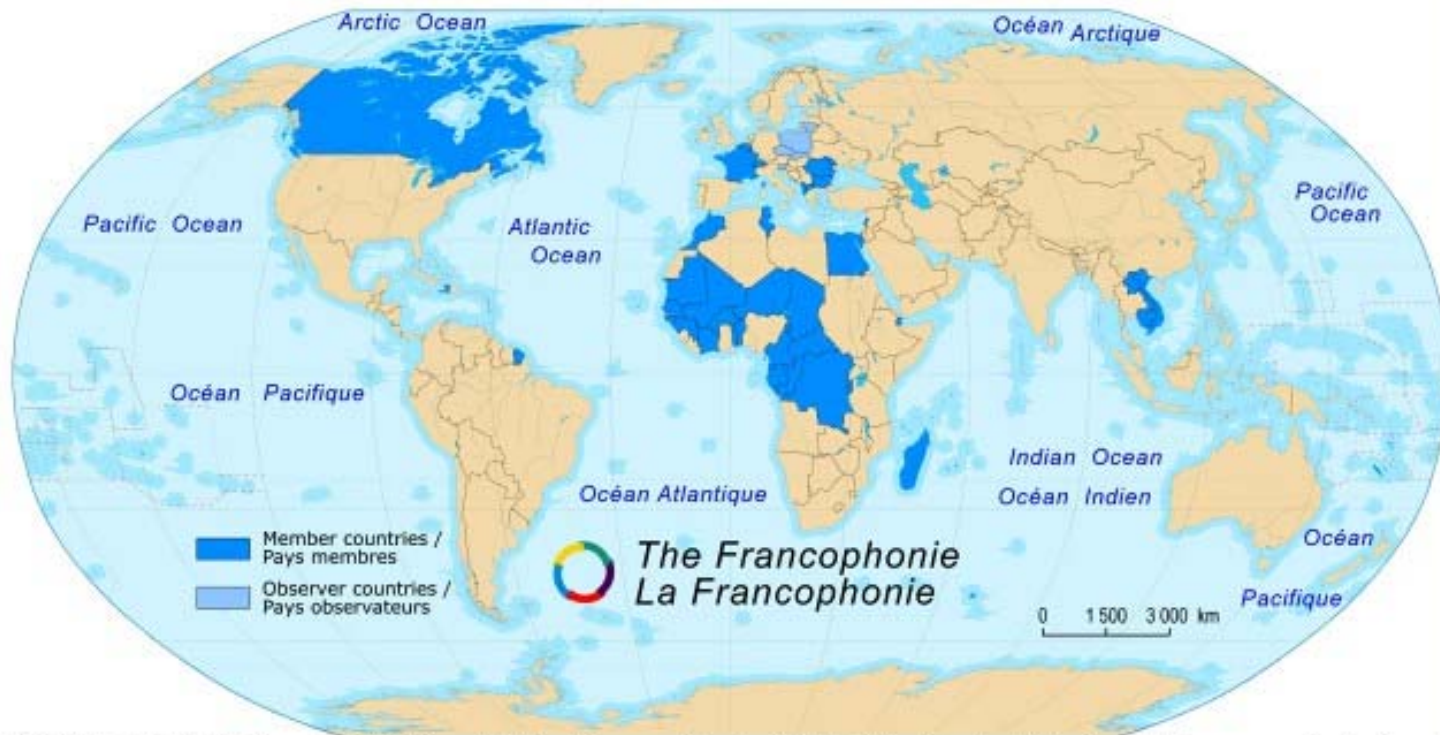 Arctic Ocean
Océan Arctique
Pacific Ocean
Atlantic
Ocean
Pacific
Ocean
Océan Pacifique
Indian Ocean
Océan Atlantique
Océan Indien
Océan
Pacifique
Member countries /
Pays membres
Observer countries /
Pays observateurs
The Francophonie
La Francophonie
0 1 500 3 000 km